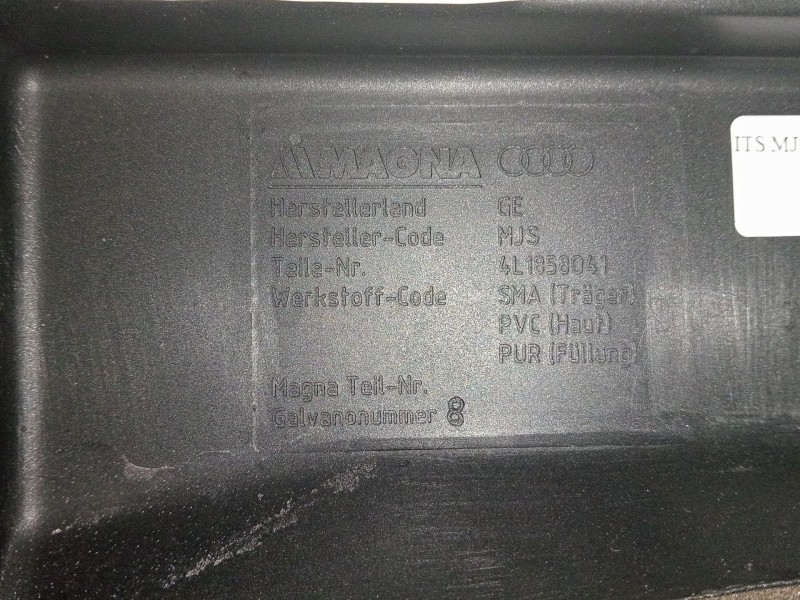 MAGNA
Herstellerland GE
Hersteller-Code MJS
Teile-Nr. 4L1858041
Werkstoff-Code SMA (Träger)
PVC (Haut)
PUR (Füllung)
Magna Teil-Nr.
Galvanonummer 8
ITS MJ